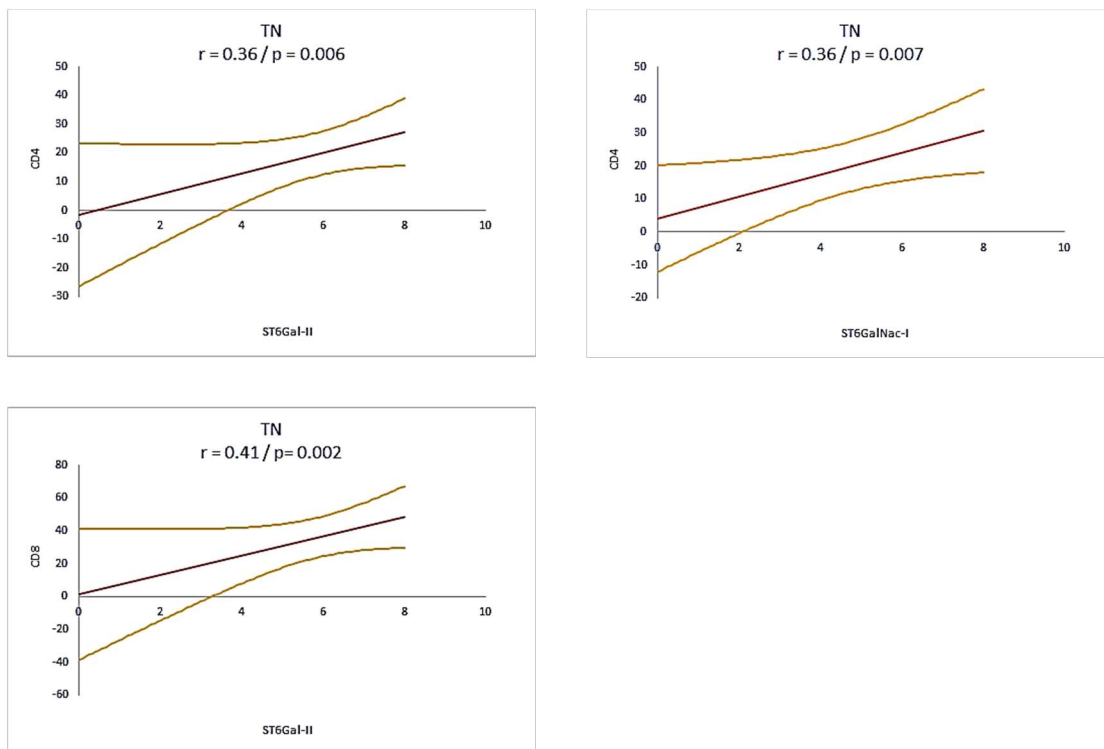 TN
r = 0.36 / p = 0.006
50
40
30
20
10
0
-10
-20
-30
0 2 4 6 8 10
CD4
ST6Gal-II
TN
r = 0.36 / p = 0.007
50
40
30
20
10
0
-10
-20
0 2 4 6 8 10
CD4
ST6GalNac-I
TN
r = 0.41 / p= 0.002
80
60
40
20
0
-20
-40
-60
0 2 4 6 8 10
CD8
ST6Gal-II